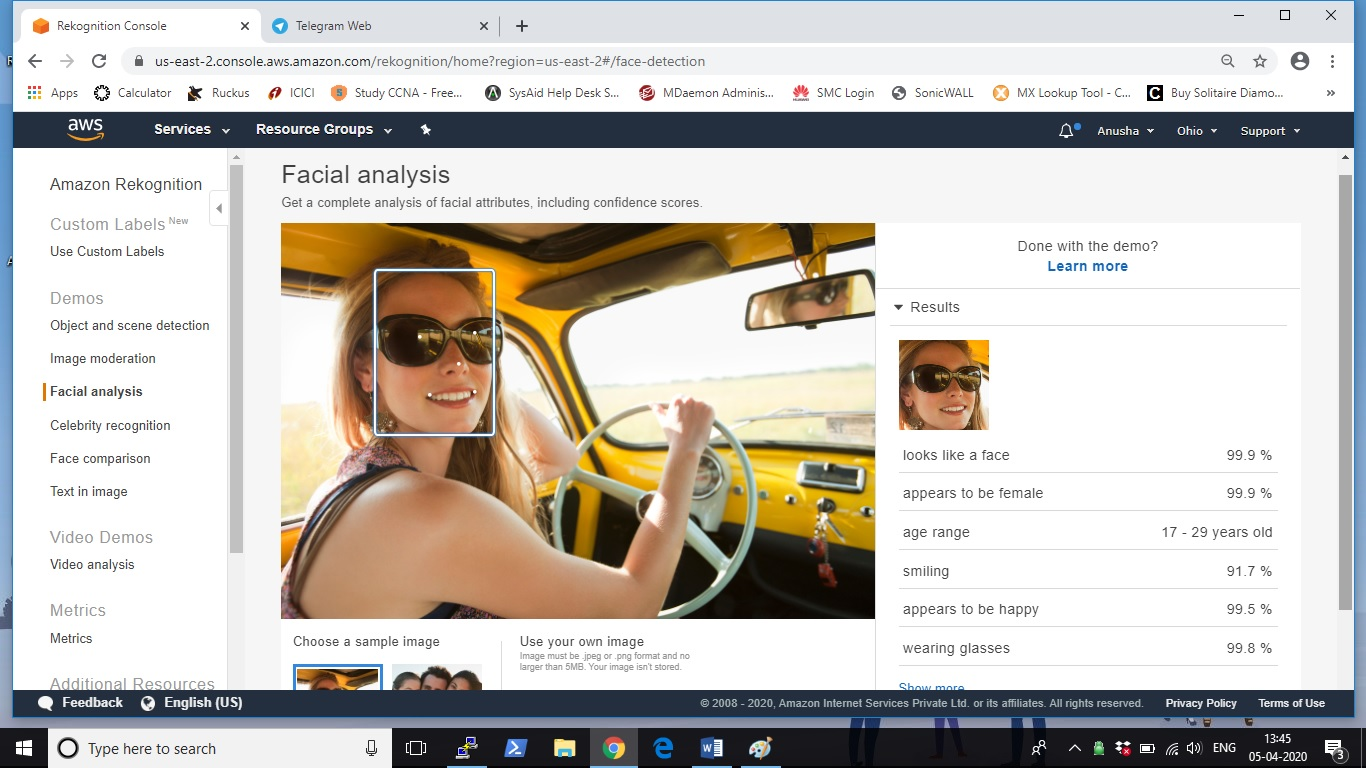 Rekognition Console
Telegram Web
us-east-2.console.aws.amazon.com/rekognition/home?region=us-east-2#/face-detection
Apps
Calculator
Ruckus
ICICI
Study CCNA - Free...
SysAid Help Desk S...
MDaemon Adminis...
SMC Login
SonicWALL
MX Lookup Tool - C...
Buy Solitaire Diamo...
»
aws
Services
Resource Groups
Anusha
Ohio
Support
Amazon Rekognition
Custom Labels New
Use Custom Labels
Demos
Object and scene detection
Image moderation
Facial analysis
Celebrity recognition
Face comparison
Text in image
Video Demos
Video analysis
Metrics
Metrics
Additional Resources
Facial analysis
Get a complete analysis of facial attributes, including confidence scores.
Choose a sample image
Use your own image
Image must be .jpeg or .png format and no
larger than 5MB. Your image isn't stored.
Done with the demo?
Learn more
Results
looks like a face 99.9 %
appears to be female 99.9 %
age range 17 - 29 years old
smiling 91.7 %
appears to be happy 99.5 %
wearing glasses 99.8 %
Show more
Feedback
English (US)
© 2008 - 2020, Amazon Internet Services Private Ltd. or its affiliates. All rights reserved.
Privacy Policy
Terms of Use
Type here to search
ENG
13:45
05-04-2020
3